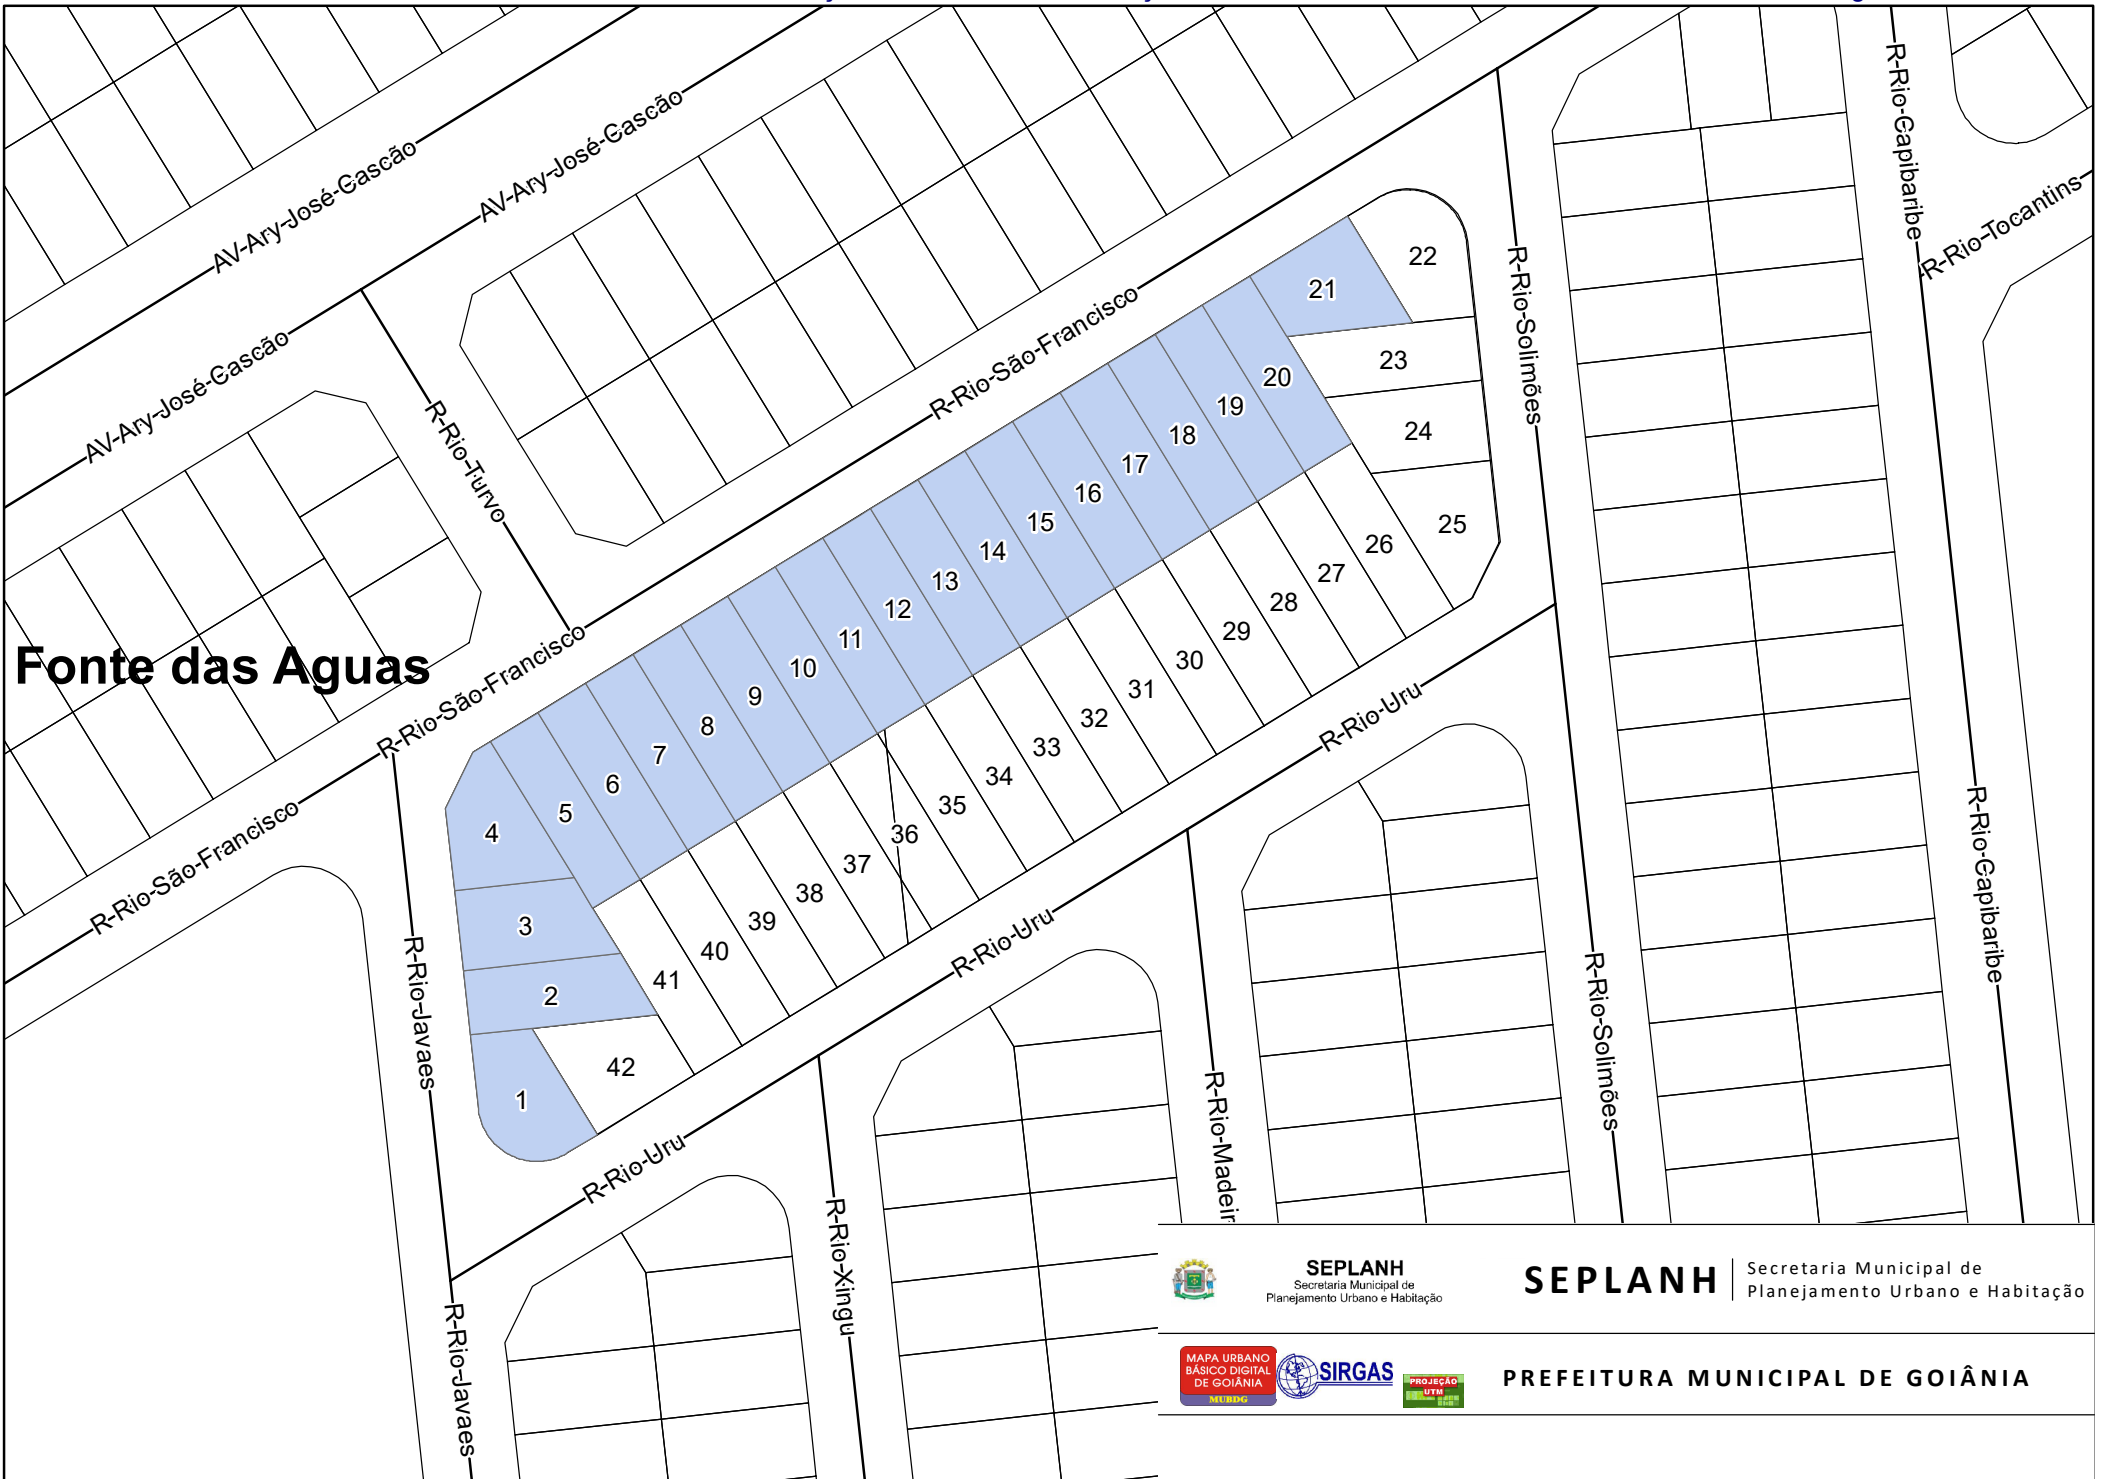 AV-Ary-José-Cascão
AV-Ary-José-Cascão
AV-Ary-José-Cascão
R-Rio-Capibaribe
R-Rio-Tocantins
R-Rio-Solimões
R-Rio-São-Francisco
R-Rio-Turvo
Fonte das Aguas
R-Rio-São-Francisco
R-Rio-São-Francisco
22
21
23
20
24
19
18
17
25
16
26
15
27
14
28
13
29
12
30
11
31
10
32
9
33
8
34
7
35
6
36
5
37
4
38
3
39
2
40
41
1
42
R-Rio-Uru
R-Rio-Uru
R-Rio-Uru
R-Rio-Javaes
R-Rio-Javaes
R-Rio-Xingu
R-Rio-Madeir
R-Rio-Solimões
R-Rio-Capibaribe
SEPLANH
Secretaria Municipal de
Planejamento Urbano e Habitação
SEPLANH
Secretaria Municipal de
Planejamento Urbano e Habitação
MAPA URBANO
BÁSICO DIGITAL
DE GOIÂNIA
MUBDG
SIRGAS
PROJEÇÃO
UTM
PREFEITURA MUNICIPAL DE GOIÂNIA